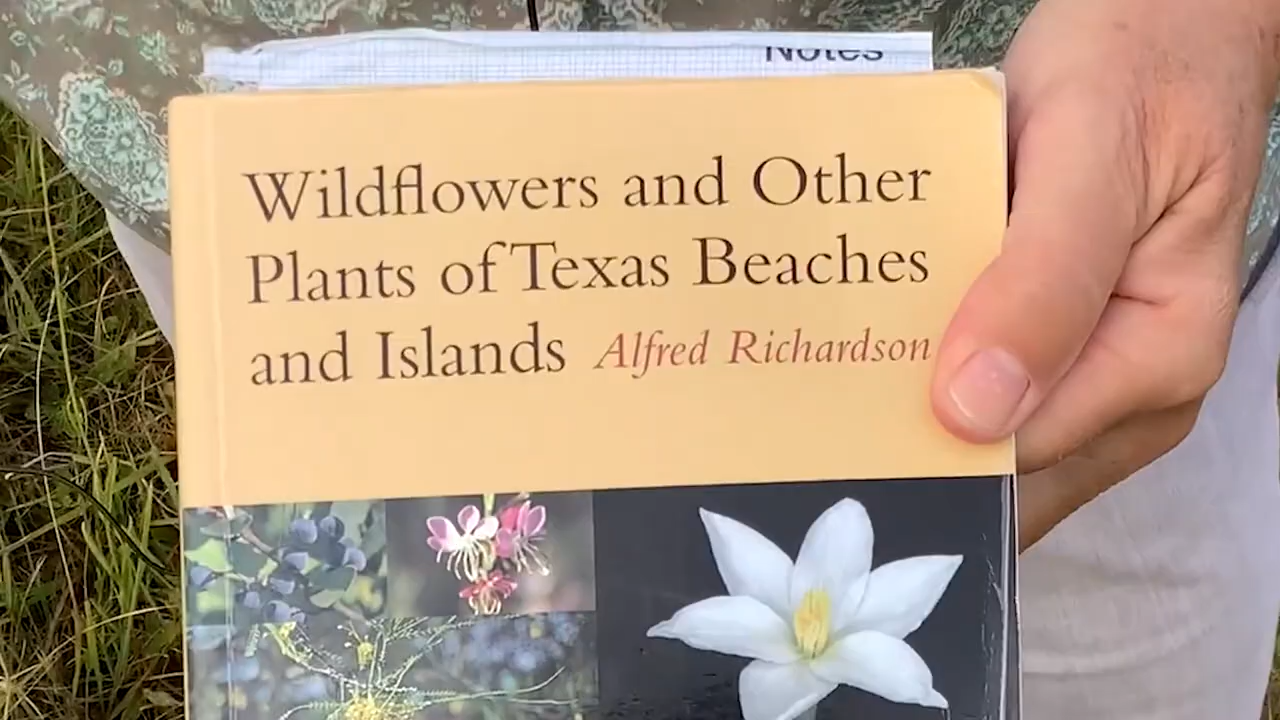 Notes
Wildflowers and Other
Plants of Texas Beaches
and Islands Alfred Richardson